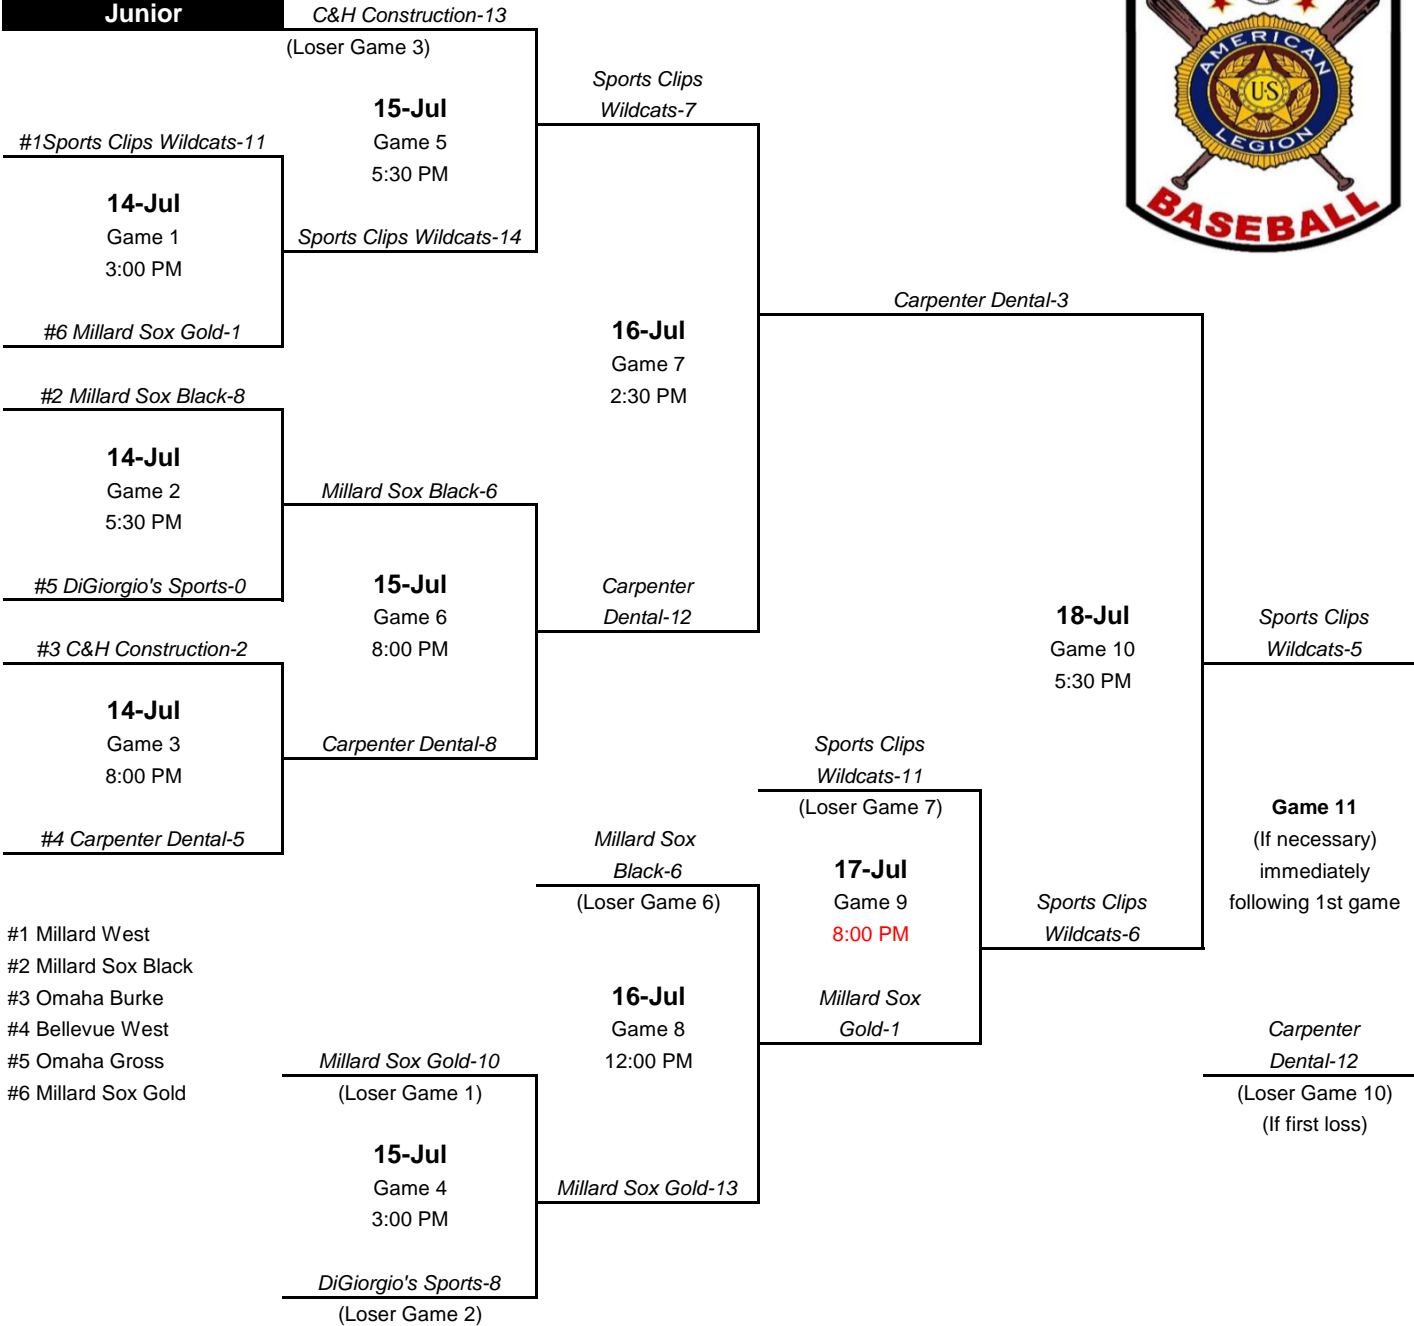 Junior
C&H Construction-13
(Loser Game 3)
15-Jul
Game 5
5:30 PM
Sports Clips Wildcats-14
Sports Clips
Wildcats-7
#1Sports Clips Wildcats-11
14-Jul
Game 1
3:00 PM
#6 Millard Sox Gold-1
#2 Millard Sox Black-8
14-Jul
Game 2
5:30 PM
#5 DiGiorgio's Sports-0
#3 C&H Construction-2
14-Jul
Game 3
8:00 PM
#4 Carpenter Dental-5
Millard Sox Black-6
15-Jul
Game 6
8:00 PM
Carpenter Dental-8
16-Jul
Game 7
2:30 PM
Carpenter
Dental-12
Carpenter Dental-3
18-Jul
Game 10
5:30 PM
Sports Clips
Wildcats-5
Sports Clips
Wildcats-11
(Loser Game 7)
17-Jul
Game 9
8:00 PM
Millard Sox
Gold-1
Sports Clips
Wildcats-6
Game 11
(If necessary)
immediately
following 1st game
Carpenter
Dental-12
(Loser Game 10)
(If first loss)
Millard Sox
Black-6
(Loser Game 6)
16-Jul
Game 8
12:00 PM
Millard Sox Gold-13
Millard Sox Gold-10
(Loser Game 1)
15-Jul
Game 4
3:00 PM
DiGiorgio's Sports-8
(Loser Game 2)
#1 Millard West
#2 Millard Sox Black
#3 Omaha Burke
#4 Bellevue West
#5 Omaha Gross
#6 Millard Sox Gold
AMERICAN
U.S
LEGION
BASEBALL